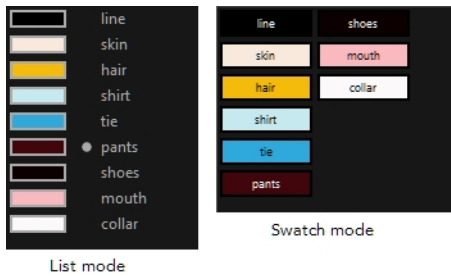 line
skin
hair
shirt
tie
pants
shoes
mouth
collar
List mode
line shoes
skin mouth
hair collar
shirt
tie
pants
Swatch mode